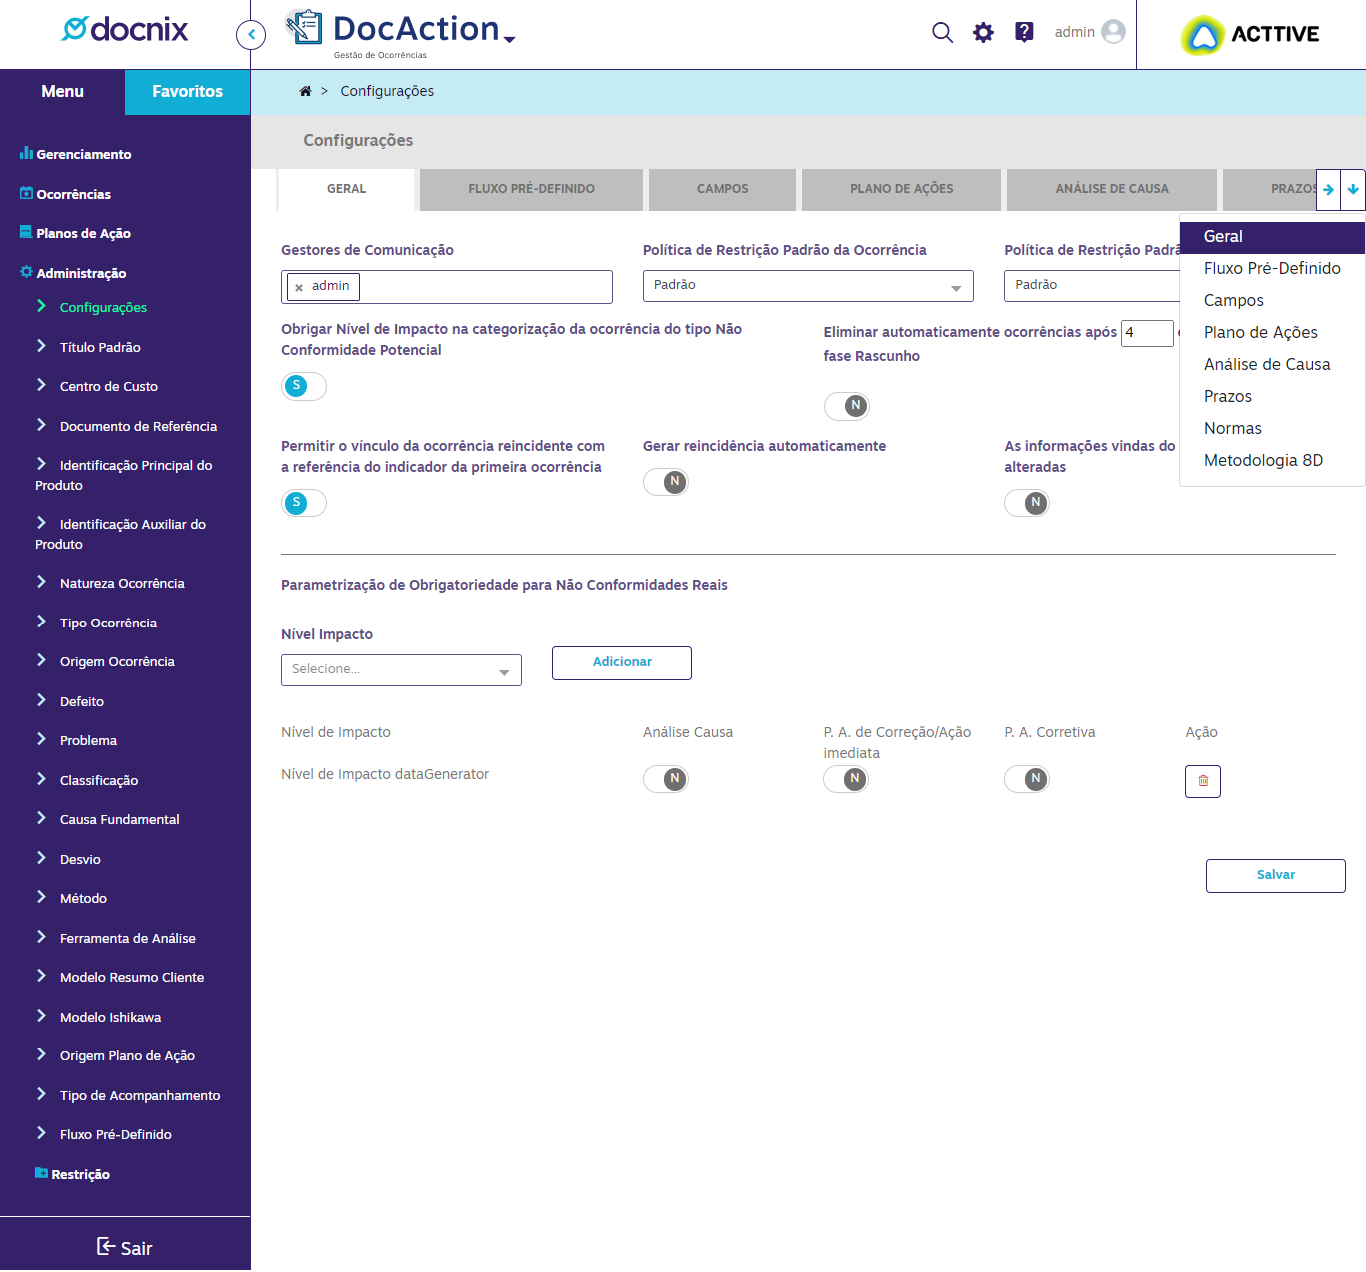 docnix
DocAction
Gestão de Ocorrências
admin
ACTTIVE
Menu
Favoritos
> Configurações
Configurações
GERAL
FLUXO PRÉ-DEFINIDO
CAMPOS
PLANO DE AÇÕES
ANÁLISE DE CAUSA
PRAZOS
Gerenciamento
Ocorrências
Planos de Ação
Administração
Configurações
Título Padrão
Centro de Custo
Documento de Referência
Identificação Principal do
Produto
Identificação Auxiliar do
Produto
Natureza Ocorrência
Tipo Ocorrência
Origem Ocorrência
Defeito
Problema
Classificação
Causa Fundamental
Desvio
Método
Ferramenta de Análise
Modelo Resumo Cliente
Modelo Ishikawa
Origem Plano de Ação
Tipo de Acompanhamento
Fluxo Pré-Definido
Restrição
Sair
Geral
Fluxo Pré-Definido
Campos
Plano de Ações
Análise de Causa
Prazos
Normas
Metodologia 8D
Gestores de Comunicação
× admin
Política de Restrição Padrão da Ocorrência
Padrão
Política de Restrição Padrã
Padrão
Obrigar Nível de Impacto na categorização da ocorrência do tipo Não
Conformidade Potencial
S
Eliminar automaticamente ocorrências após 4
fase Rascunho
N
Permitir o vínculo da ocorrência reincidente com
a referência do indicador da primeira ocorrência
S
Gerar reincidência automaticamente
N
As informações vindas do
alteradas
N
Parametrização de Obrigatoriedade para Não Conformidades Reais
Nível Impacto
Selecione...
Adicionar
Nível de Impacto
Análise Causa
P. A. de Correção/Ação
imediata
P. A. Corretiva
Ação
Nível de Impacto dataGenerator
N
N
N
Salvar